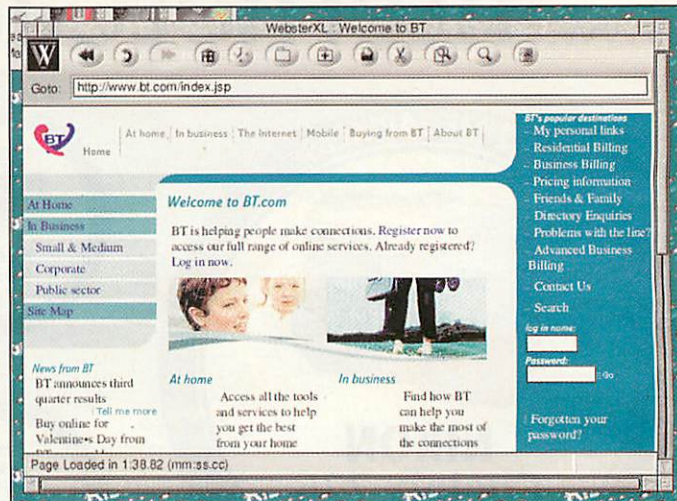 WebsterXL : Welcome to BT
W
Goto: http://www.bt.com/index.jsp
BT
Home
At home
In business
The Internet
Mobile
Buying from BT
About BT
At Home
In Business
Small & Medium
Corporate
Public sector
Site Map
News from BT
BT announces third
quarter results
Tell me more
Buy online for
Valentine•s Day from
Welcome to BT.com
BT is helping people make connections. Register now to
access our full range of online services. Already registered?
Log in now.
At home
Access all the tools
and services to help
you get the best
from your home
In business
Find how BT
can help you
make the most of
the connections
BT's popular destinations
- My personal links
- Residential Billing
- Business Billing
- Pricing information
- Friends & Family
- Directory Enquiries
- Problems with the line?
- Advanced Business
Billing
- Contact Us
- Search
log in name:
Password:
Go
Forgotten your
password?
Page Loaded in 1:38.82 (mm:ss.cc)